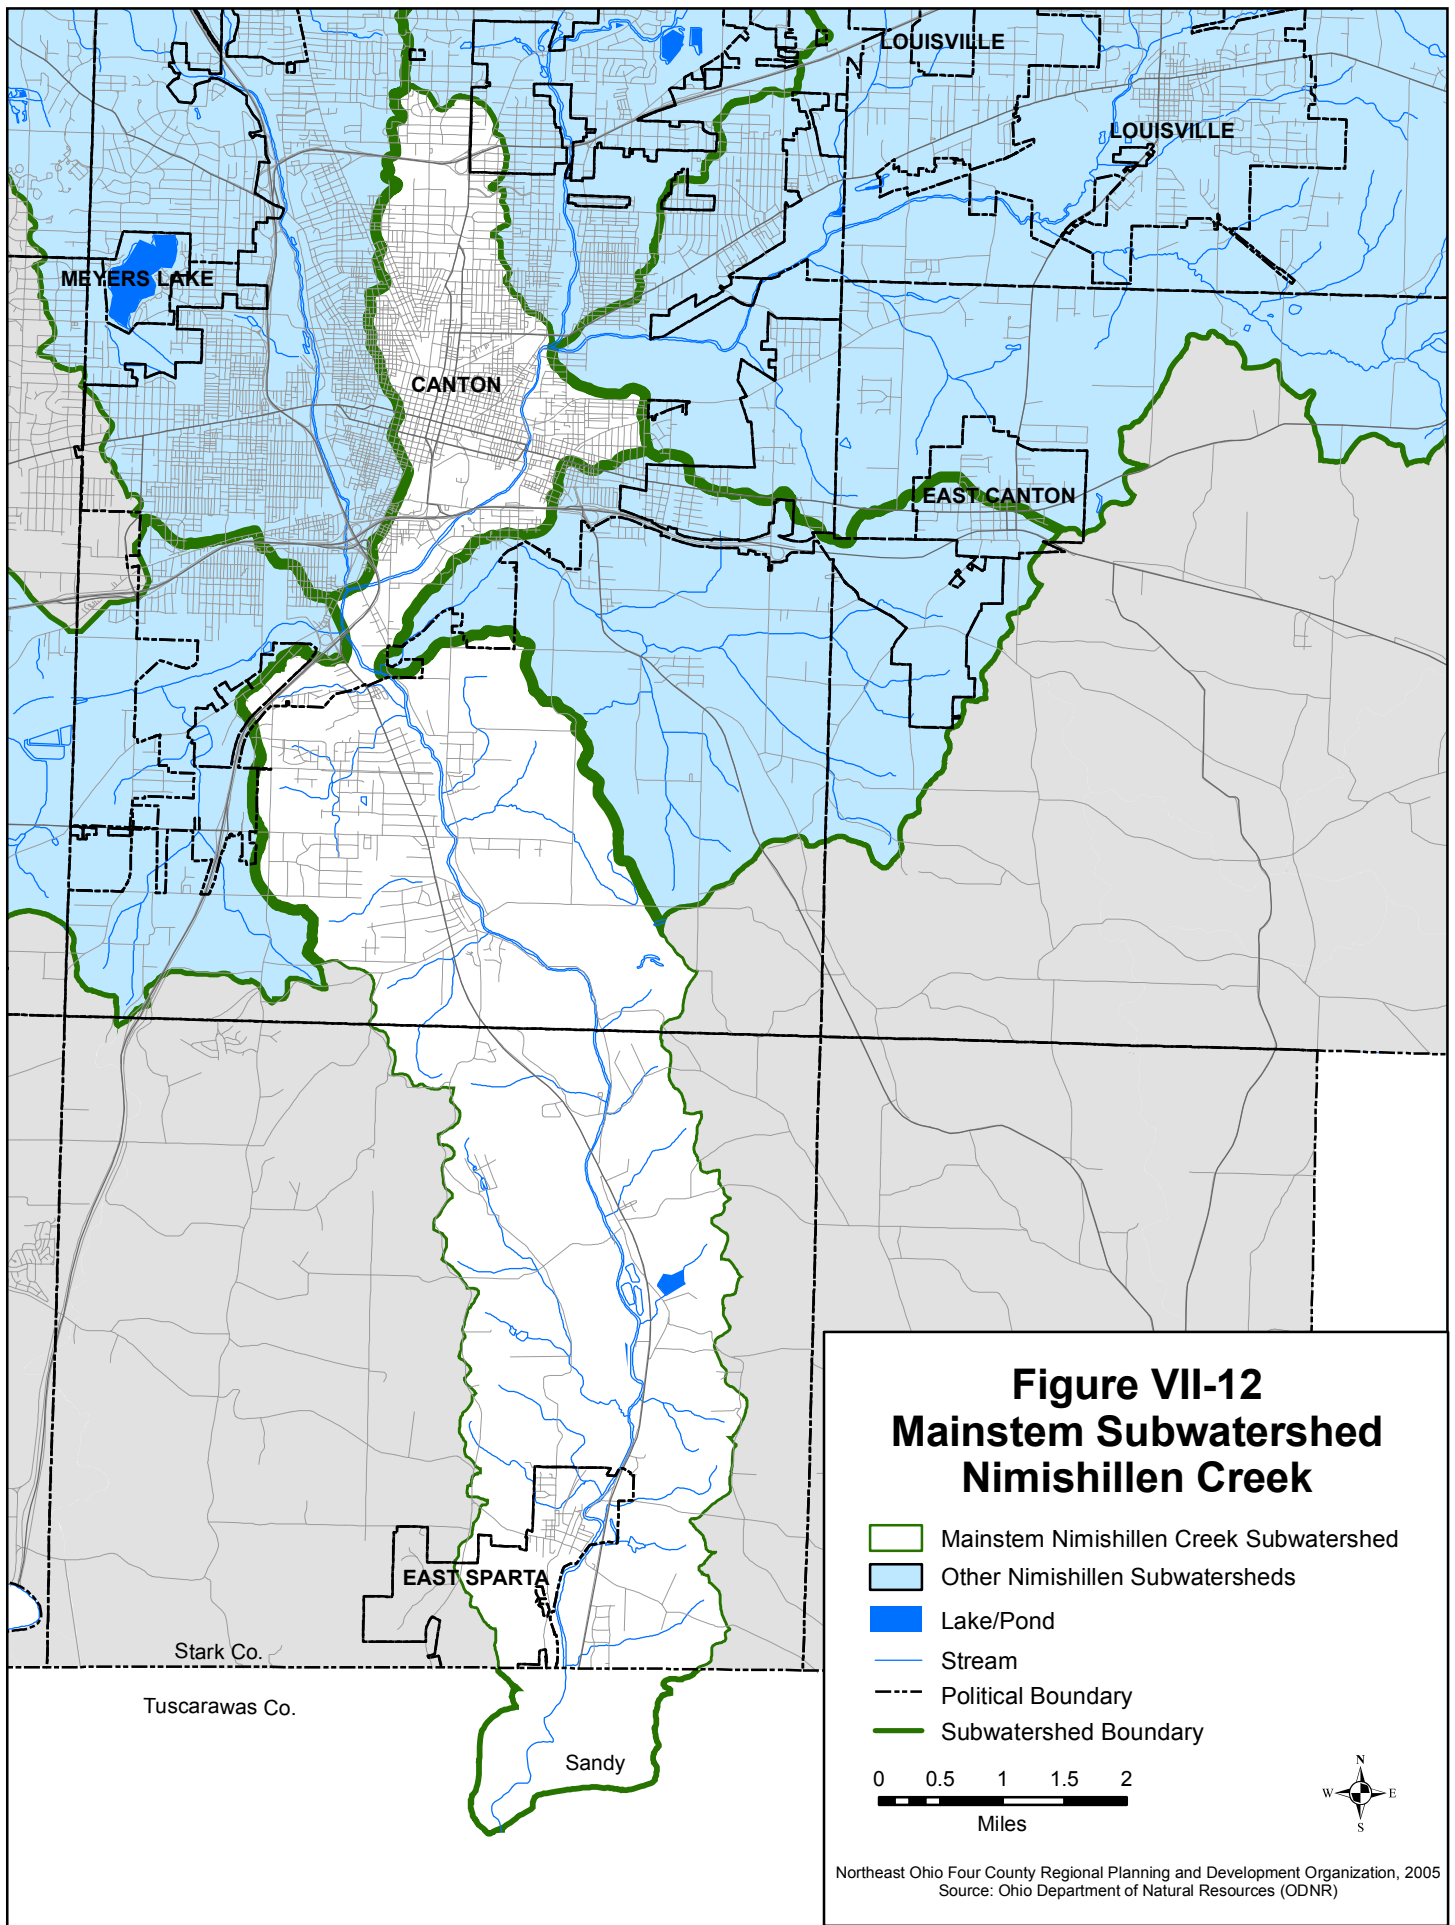 LOUISVILLE
LOUISVILLE
MEYERS LAKE
CANTON
EAST CANTON
EAST SPARTA
Stark Co.
Tuscarawas Co.
Sandy
Figure VII-12
Mainstem Subwatershed
Nimishillen Creek
Mainstem Nimishillen Creek Subwatershed
Other Nimishillen Subwatersheds
Lake/Pond
Stream
Political Boundary
Subwatershed Boundary
0 0.5 1 1.5 2
Miles
N
W E
S
Northeast Ohio Four County Regional Planning and Development Organization, 2005
Source: Ohio Department of Natural Resources (ODNR)